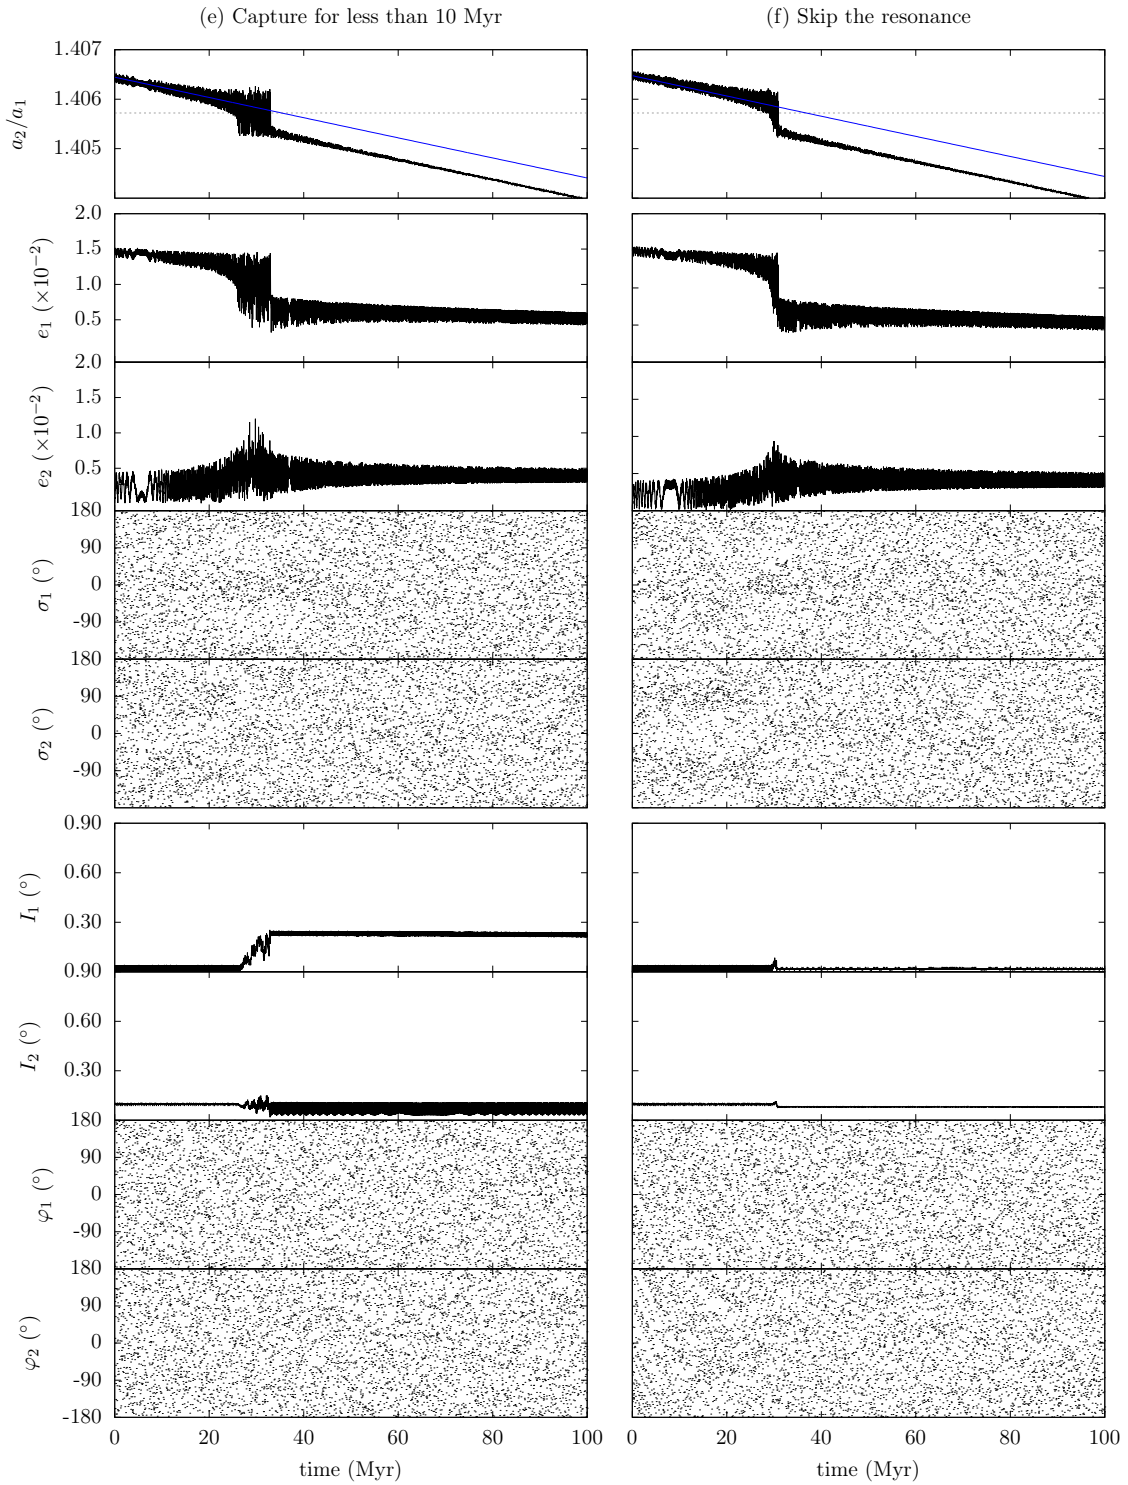 (e) Capture for less than 10 Myr
(f) Skip the resonance
1.407
1.406
1.405
a₂/a₁
2.0
1.5
1.0
0.5
e₁ (×10⁻²)
2.0
1.5
1.0
0.5
e₂ (×10⁻²)
180
90
0
-90
σ₁ (°)
180
90
0
-90
σ₂ (°)
0.90
0.60
0.30
I₁ (°)
0.90
0.60
0.30
I₂ (°)
180
90
0
-90
φ₁ (°)
180
90
0
-90
-180
φ₂ (°)
0 20 40 60 80 100
0 20 40 60 80 100
time (Myr)
time (Myr)